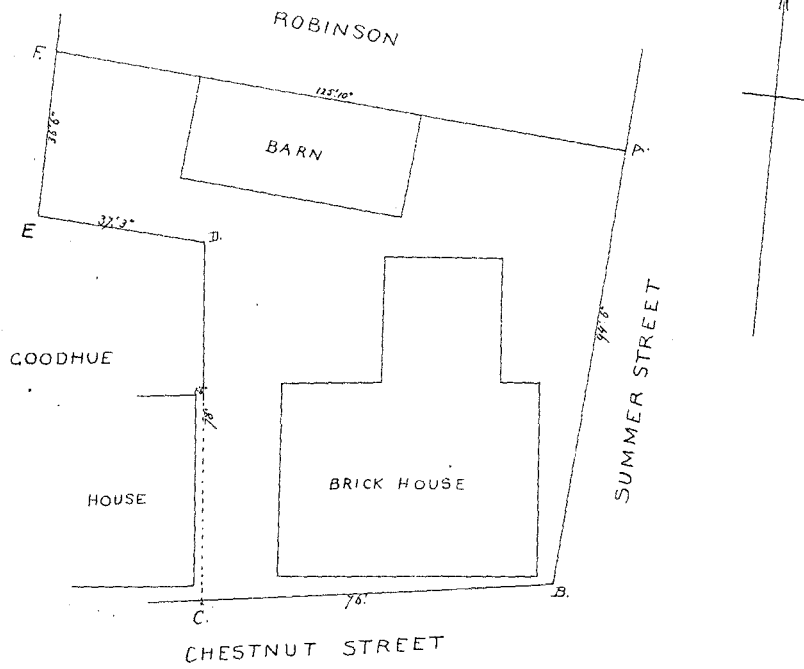 ROBINSON
F.
125'.10"
A.
BARN
E
37'.3"
D.
GOODHUE
SUMMER STREET
HOUSE
BRICK HOUSE
B.
C.
76'.
CHESTNUT STREET